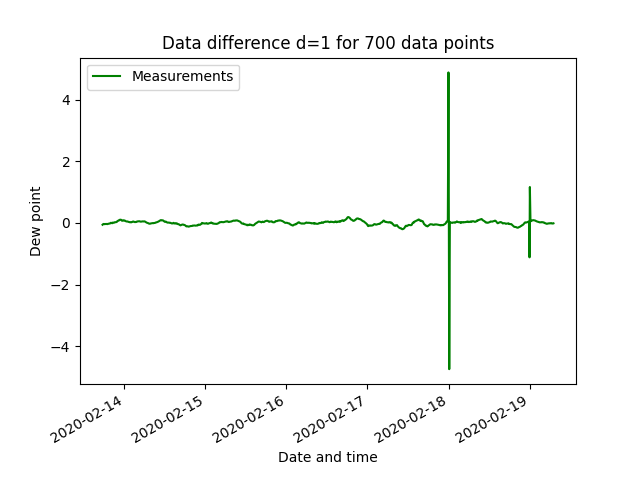 Data difference d=1 for 700 data points
Measurements
Dew point
4
2
0
−2
−4
2020-02-14
2020-02-15
2020-02-16
2020-02-17
2020-02-18
2020-02-19
Date and time